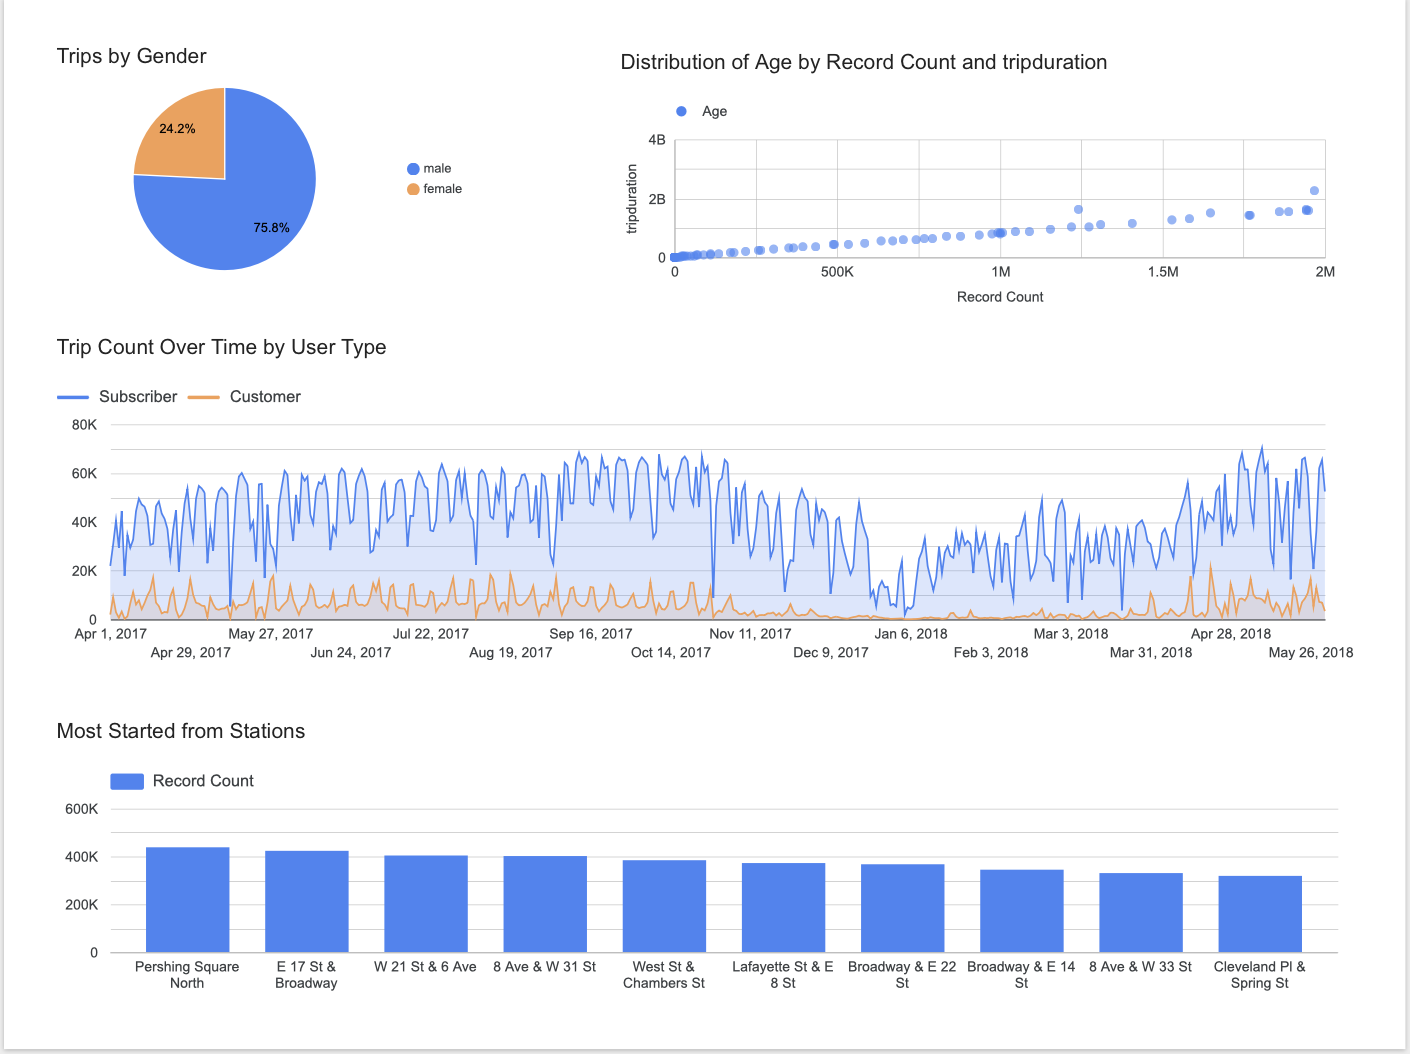 Trips by Gender
24.2%
75.8%
male
female
Distribution of Age by Record Count and tripduration
Age
4B
2B
0
tripduration
0
500K
1M
1.5M
2M
Record Count
Trip Count Over Time by User Type
Subscriber
Customer
80K
60K
40K
20K
0
Apr 1, 2017
May 27, 2017
Jul 22, 2017
Sep 16, 2017
Nov 11, 2017
Jan 6, 2018
Mar 3, 2018
Apr 28, 2018
Apr 29, 2017
Jun 24, 2017
Aug 19, 2017
Oct 14, 2017
Dec 9, 2017
Feb 3, 2018
Mar 31, 2018
May 26, 2018
Most Started from Stations
Record Count
600K
400K
200K
0
Pershing Square
North
E 17 St &
Broadway
W 21 St & 6 Ave
8 Ave & W 31 St
West St &
Chambers St
Lafayette St & E
8 St
Broadway & E 22
St
Broadway & E 14
St
8 Ave & W 33 St
Cleveland Pl &
Spring St